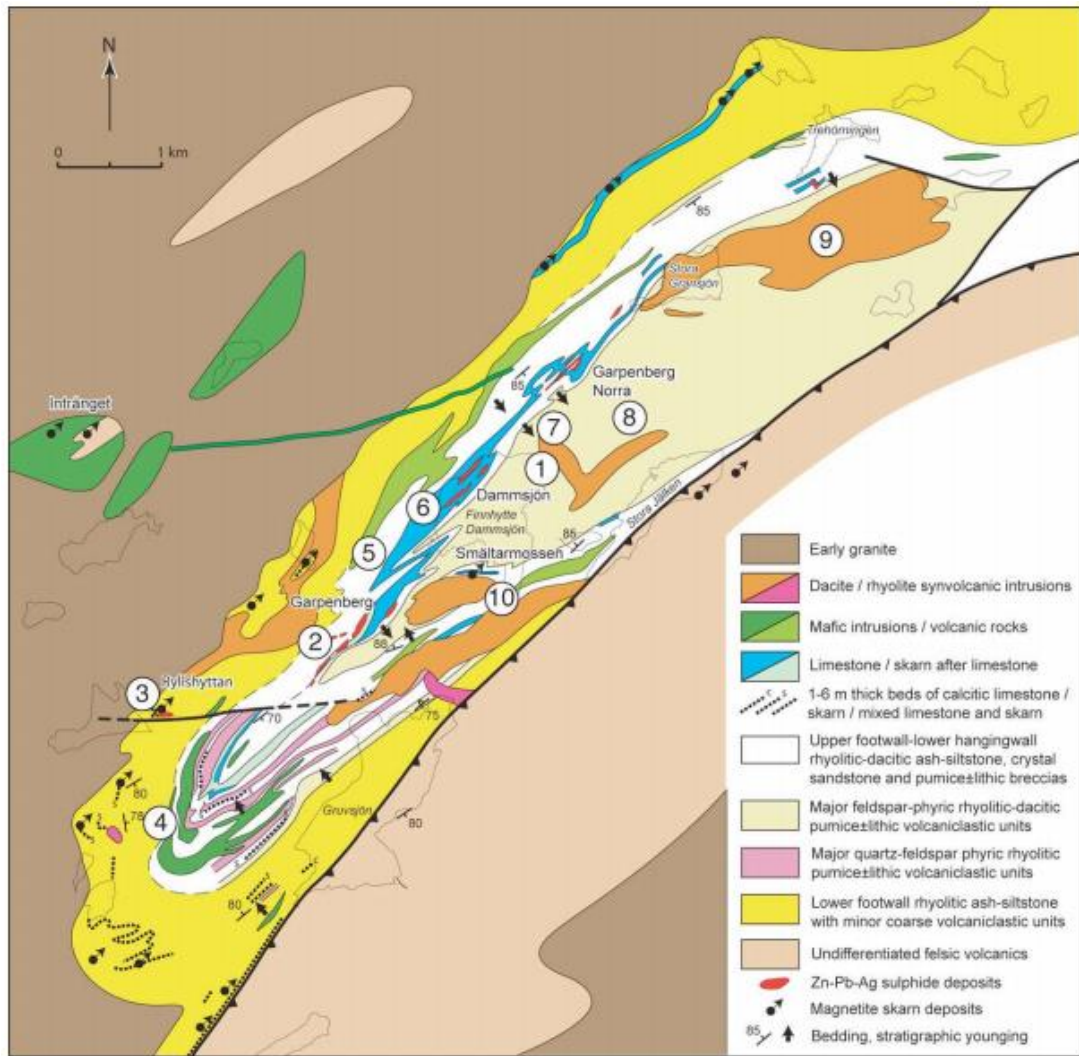 N
0 1 km
Trehörningen
85
9
Stora
Gransjön
Intrånget
85
Garpenberg
Norra
8
7
1
6
Dammsjön
Finnhytte
Dammsjön
Stora Jälken
5
Smältarmossen
85
Garpenberg
10
2
88
3
Hyllshyttan
70
75
80
78
4
Gruvsjön
80
80
Early granite
Dacite / rhyolite synvolcanic intrusions
Mafic intrusions / volcanic rocks
Limestone / skarn after limestone
1-6 m thick beds of calcitic limestone /
skarn / mixed limestone and skarn
Upper footwall-lower hangingwall
rhyolitic-dacitic ash-siltstone, crystal
sandstone and pumice±lithic breccias
Major feldspar-phyric rhyolitic-dacitic
pumice±lithic volcaniclastic units
Major quartz-feldspar phyric rhyolitic
pumice±lithic volcaniclastic units
Lower footwall rhyolitic ash-siltstone
with minor coarse volcaniclastic units
Undifferentiated felsic volcanics
Zn-Pb-Ag sulphide deposits
Magnetite skarn deposits
85 Bedding, stratigraphic younging